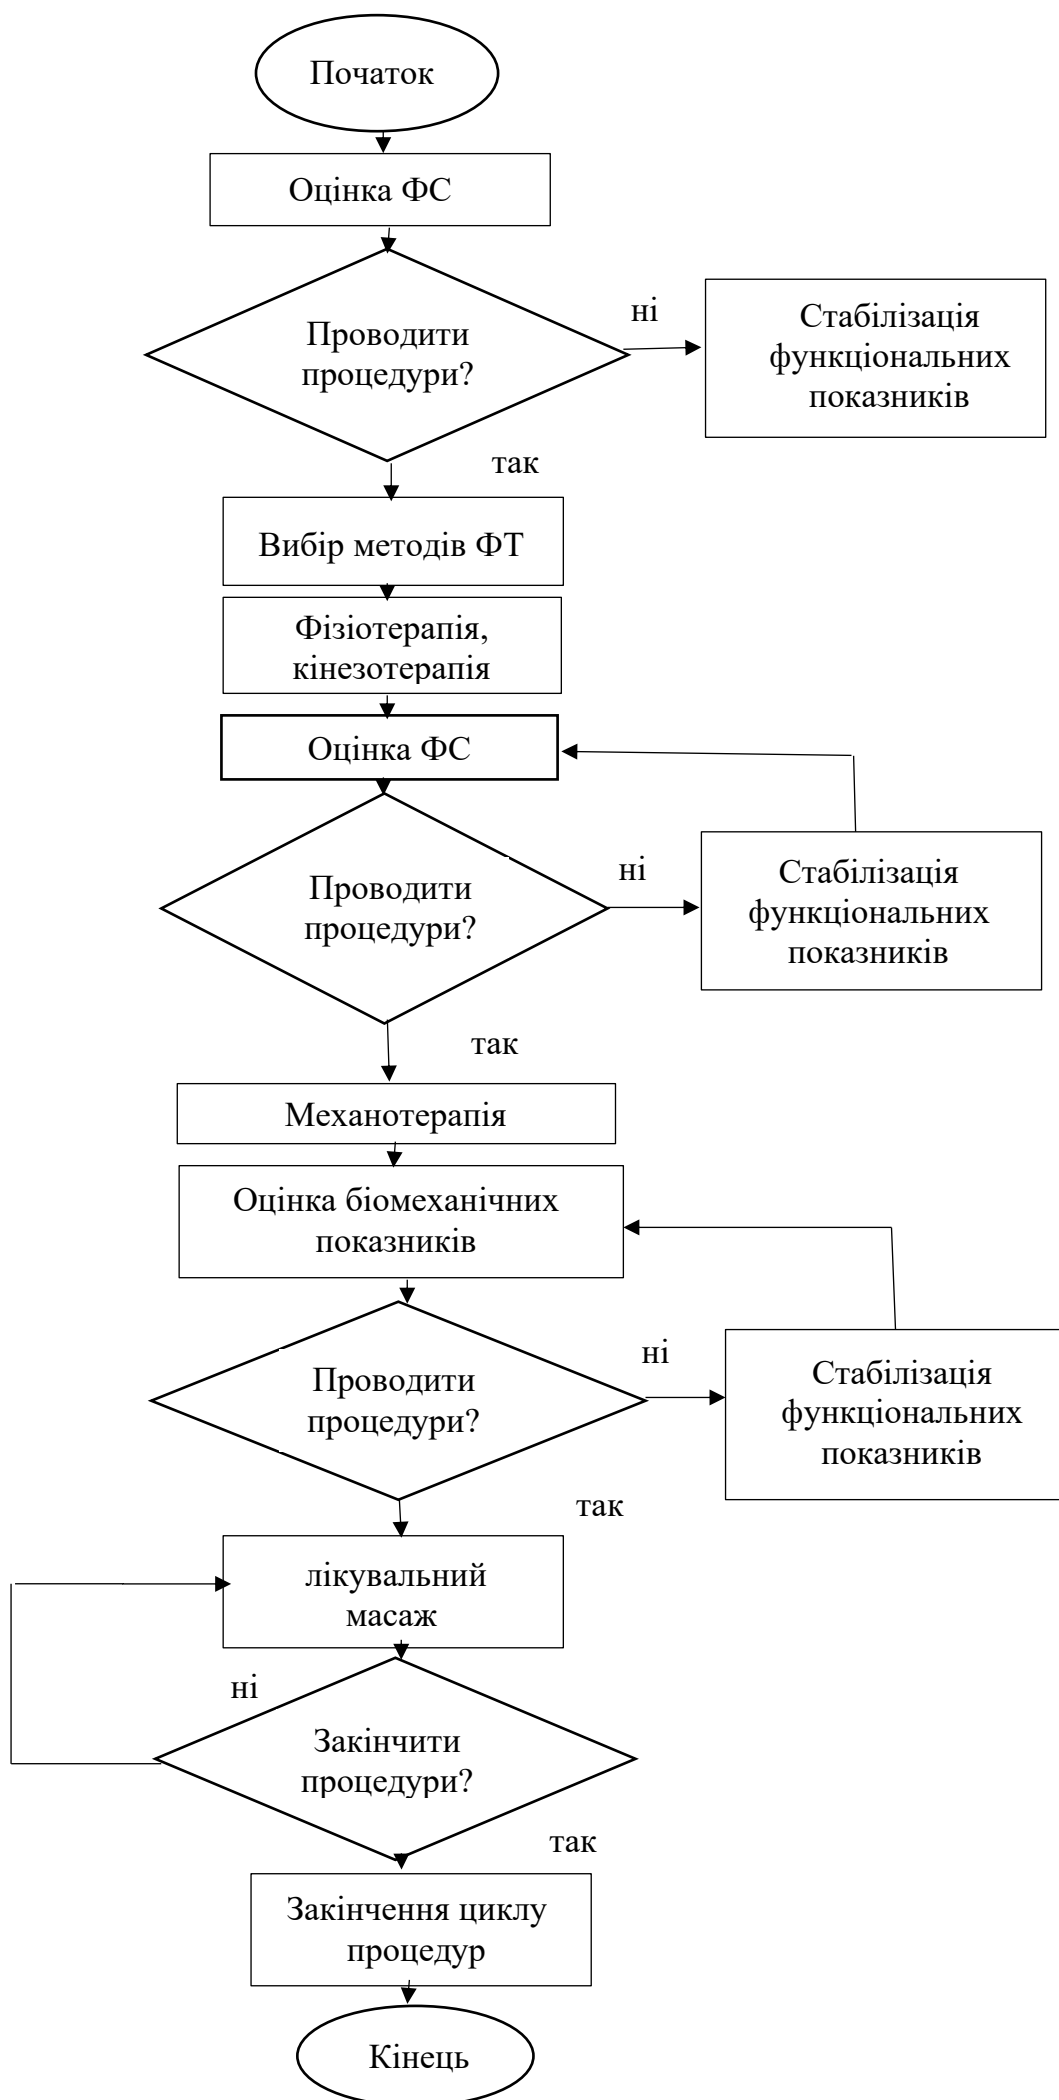 Початок
Оцінка ФС
Проводити
процедури?
ні
Стабілізація
функціональних
показників
так
Вибір методів ФТ
Фізіотерапія,
кінезотерапія
Оцінка ФС
Проводити
процедури?
ні
Стабілізація
функціональних
показників
так
Механотерапія
Оцінка біомеханічних
показників
Проводити
процедури?
ні
Стабілізація
функціональних
показників
так
лікувальний
масаж
ні
Закінчити
процедури?
так
Закінчення циклу
процедур
Кінець